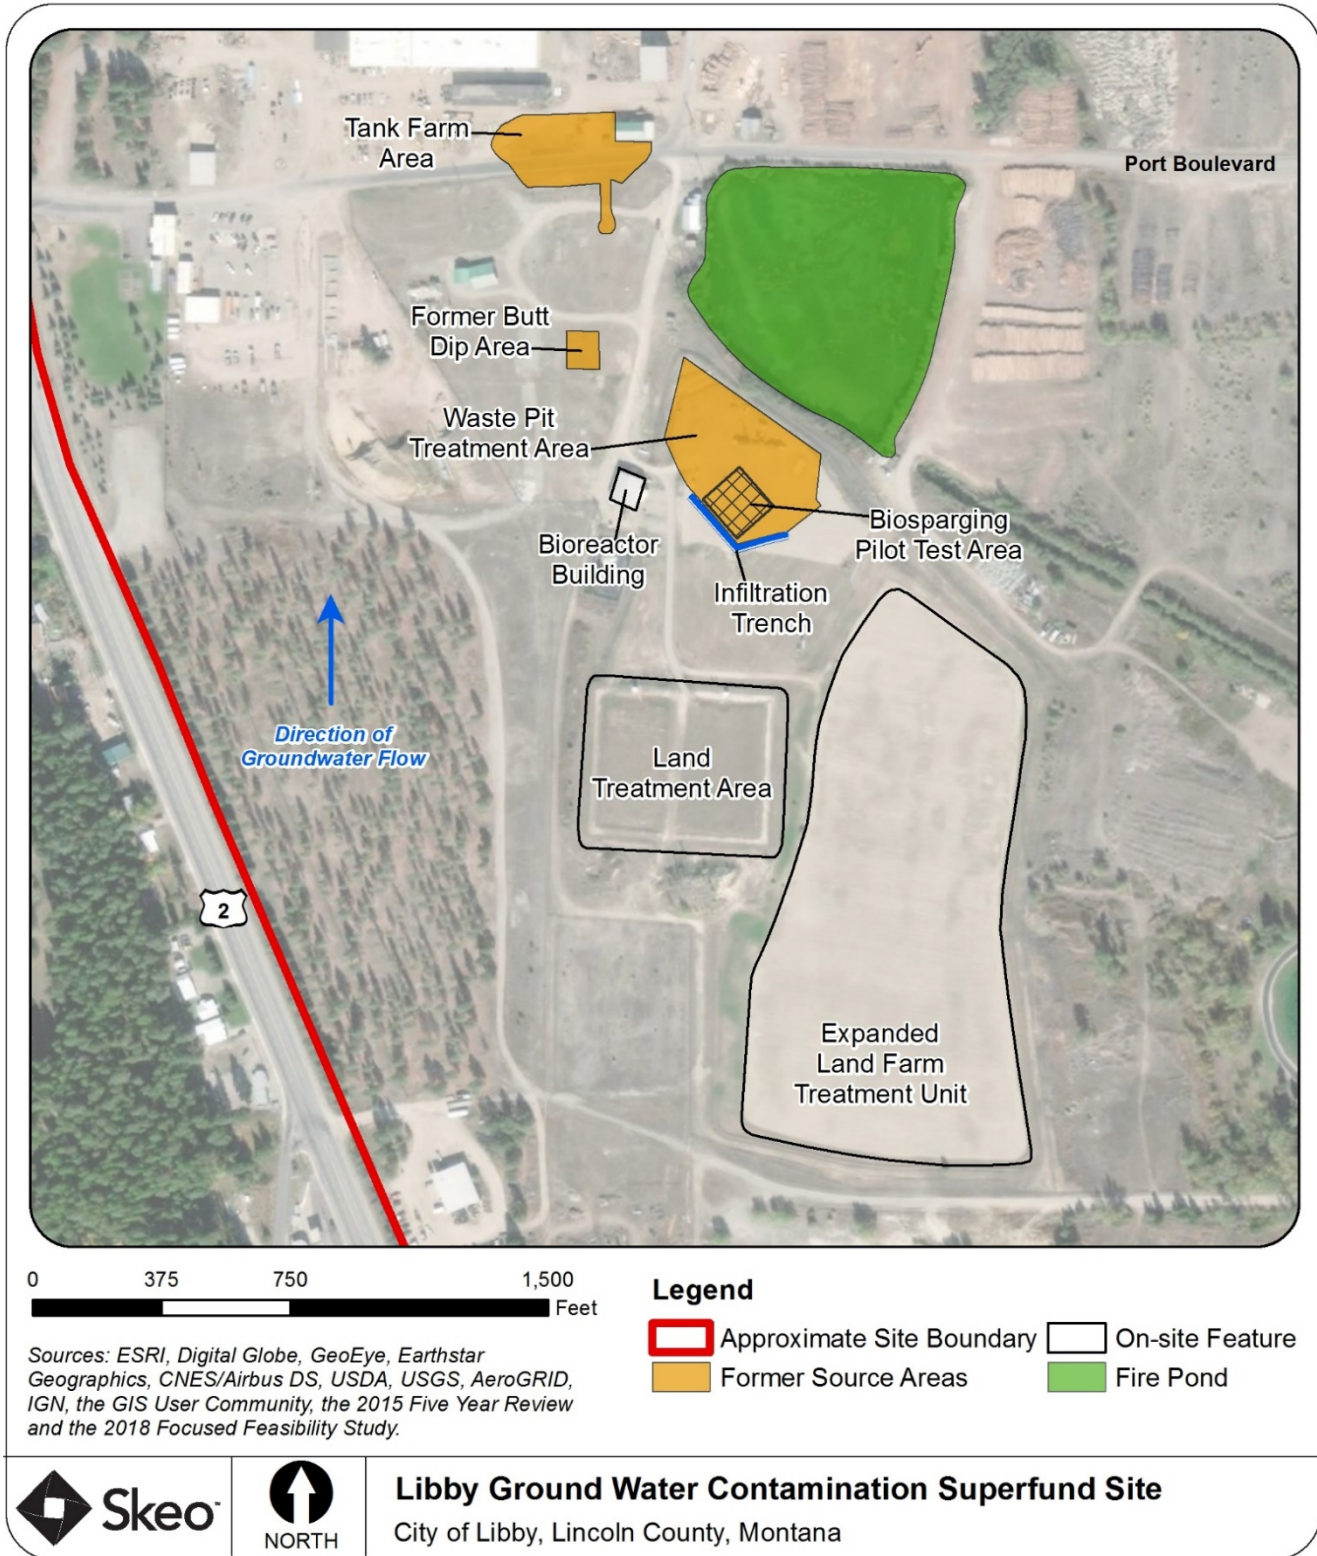 Tank Farm
Area
Port Boulevard
Former Butt
Dip Area
Waste Pit
Treatment Area
Biosparging
Pilot Test Area
Bioreactor
Building
Infiltration
Trench
Direction of
Groundwater Flow
Land
Treatment Area
2
Expanded
Land Farm
Treatment Unit
0 375 750 1,500
Feet
Legend
Approximate Site Boundary
On-site Feature
Former Source Areas
Fire Pond
Sources: ESRI, Digital Globe, GeoEye, Earthstar
Geographics, CNES/Airbus DS, USDA, USGS, AeroGRID,
IGN, the GIS User Community, the 2015 Five Year Review
and the 2018 Focused Feasibility Study.
Skeo
NORTH
Libby Ground Water Contamination Superfund Site
City of Libby, Lincoln County, Montana